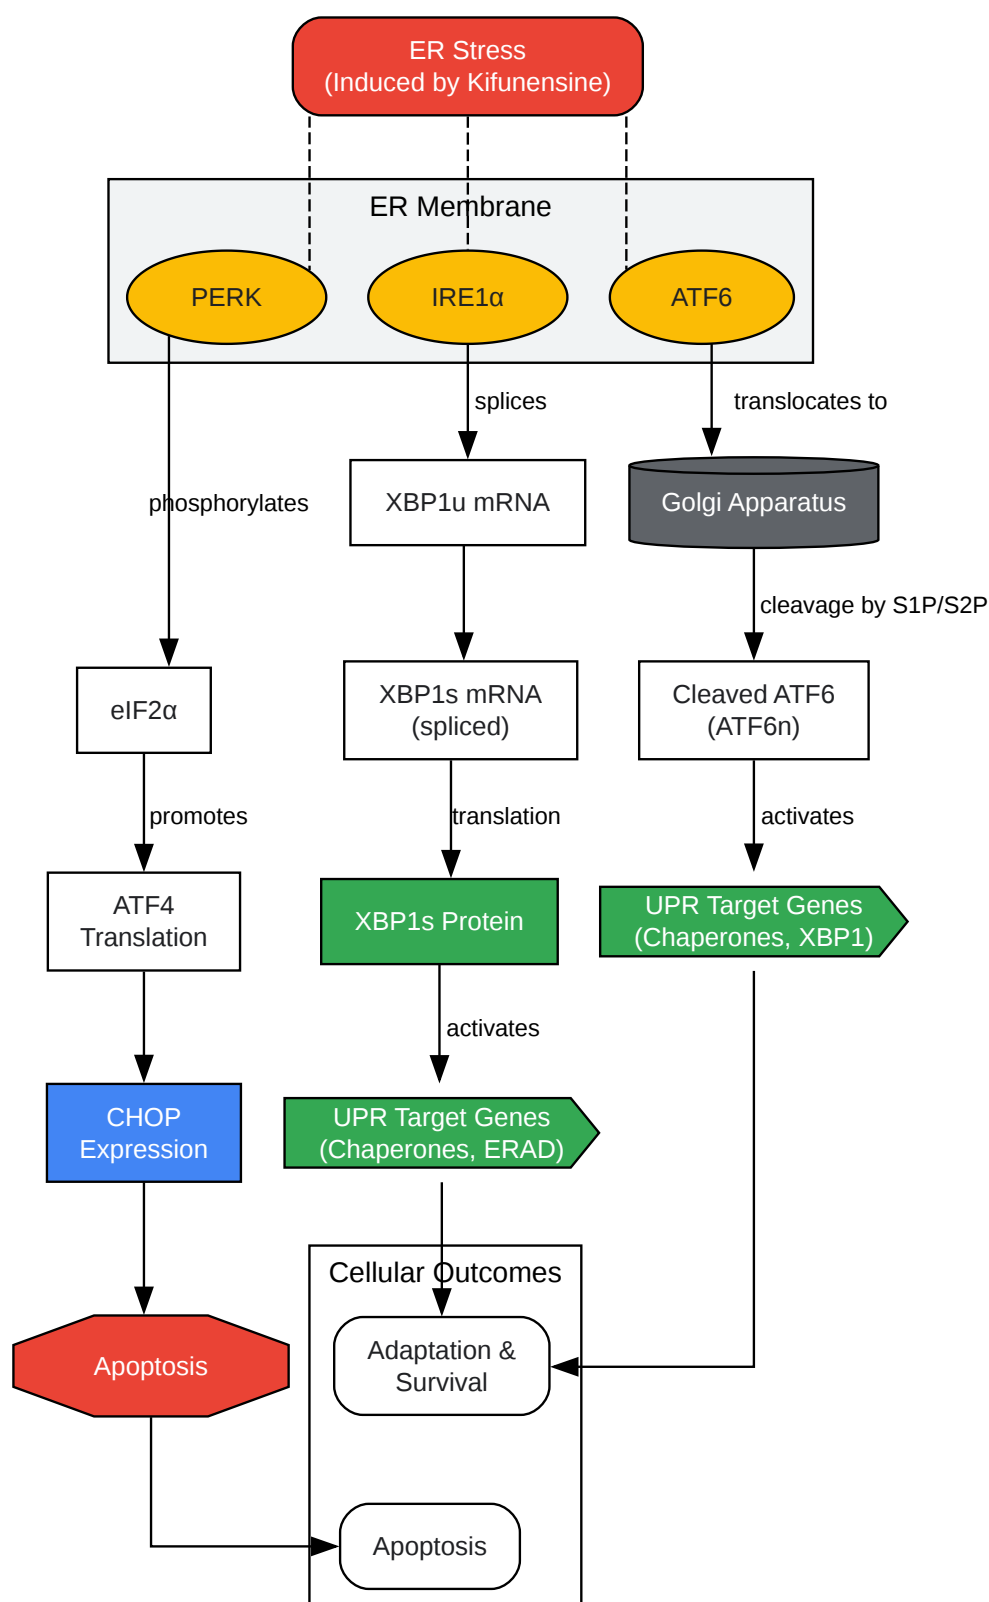 ER Stress
(Induced by Kifunensine)
ER Membrane
PERK
IRE1α
ATF6
splices
translocates to
phosphorylates
XBP1u mRNA
Golgi Apparatus
cleavage by S1P/S2P
eIF2α
XBP1s mRNA
(spliced)
Cleaved ATF6
(ATF6n)
promotes
translation
activates
ATF4
Translation
XBP1s Protein
UPR Target Genes
(Chaperones, XBP1)
activates
CHOP
Expression
UPR Target Genes
(Chaperones, ERAD)
Cellular Outcomes
Apoptosis
Adaptation &
Survival
Apoptosis